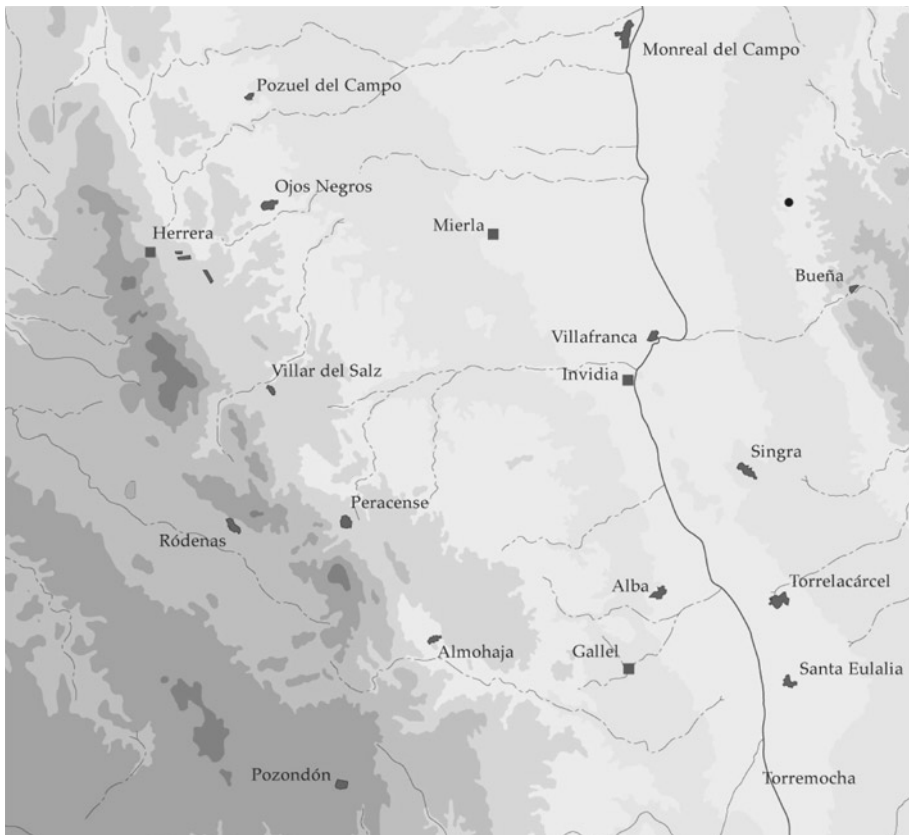 Monreal del Campo
Pozuel del Campo
Ojos Negros
Mierla
Herrera
Bueña
Villafranca
Villar del Salz
Invidia
Singra
Peracense
Ródenas
Alba
Torrelacárcel
Almohaja
Gallel
Santa Eulalia
Pozondón
Torremocha